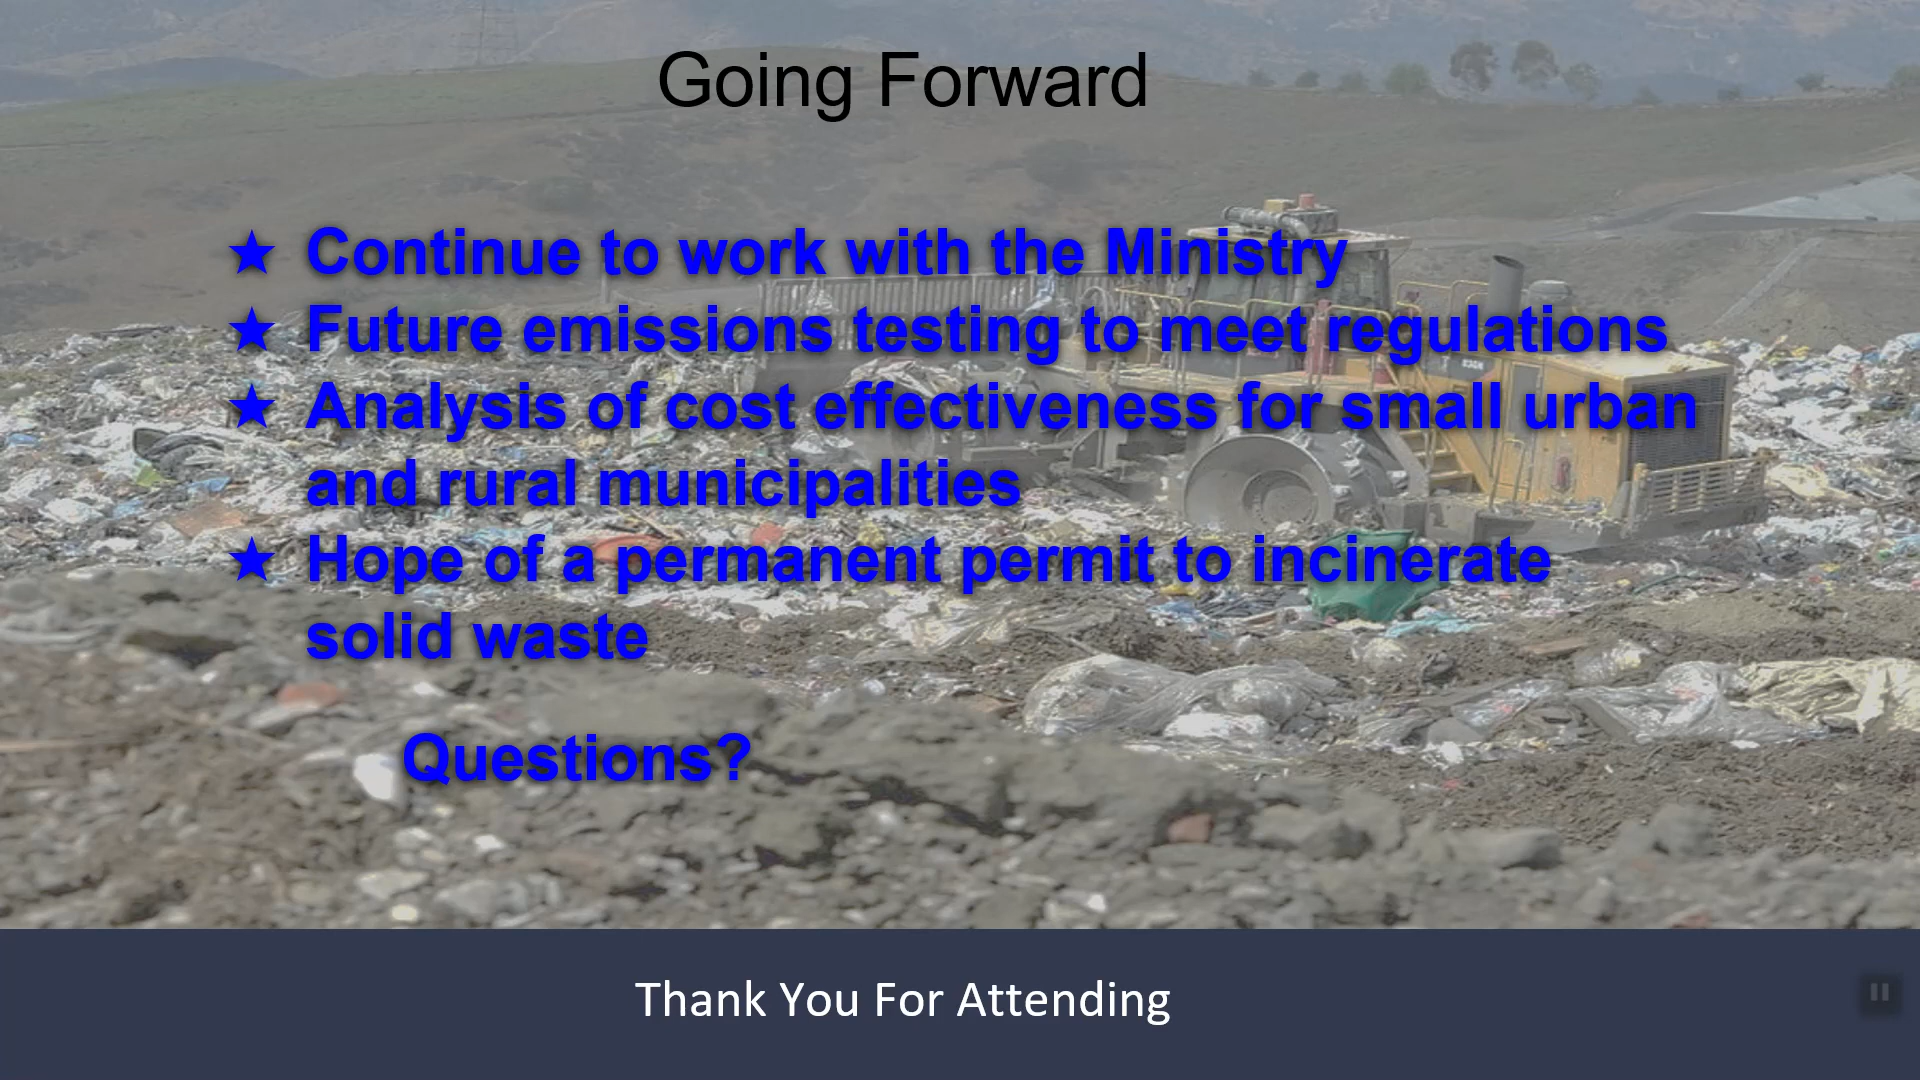 Going Forward
★ Continue to work with the Ministry
★ Future emissions testing to meet regulations
★ Analysis of cost effectiveness for small urban
and rural municipalities
★ Hope of a permanent permit to incinerate
solid waste
Questions?
Thank You For Attending